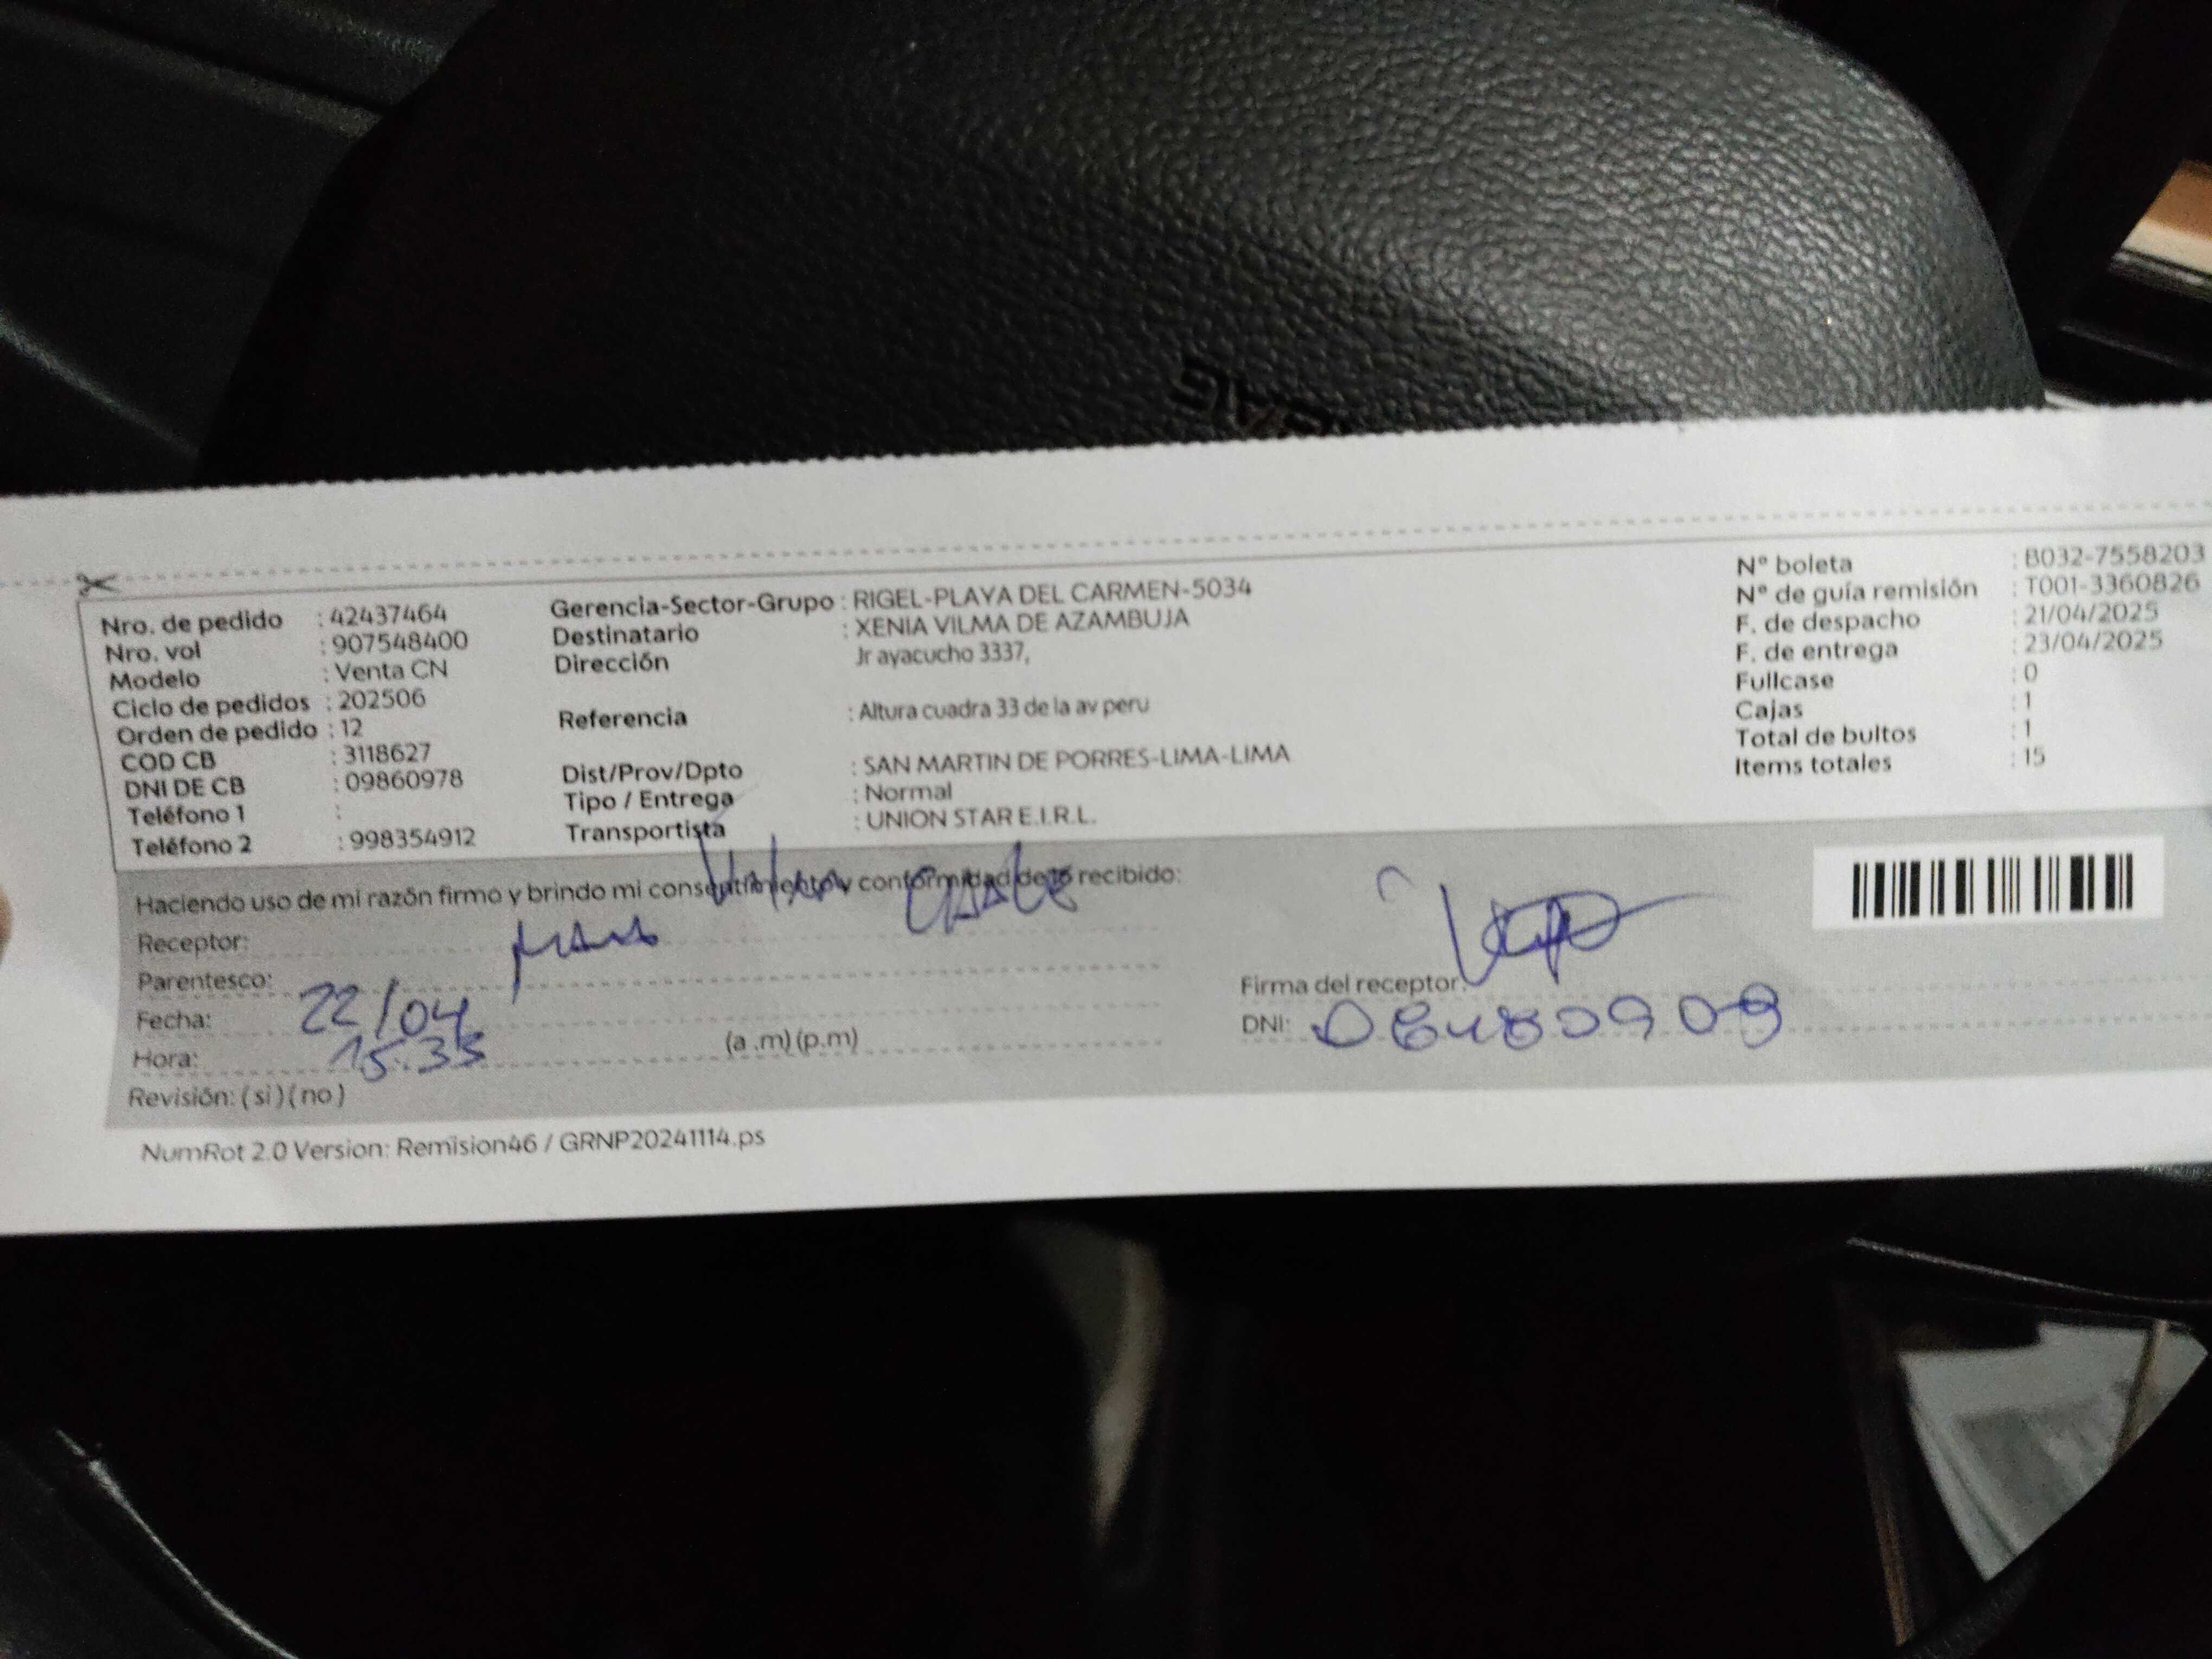 Nro. de pedido : 42437464
Nro. vol : 907548400
Modelo : Venta CN
Ciclo de pedidos : 202506
Orden de pedido : 12
COD CB : 3118627
DNI DE CB : 09860978
Teléfono 1 :
Teléfono 2 : 998354912
Gerencia-Sector-Grupo : RIGEL-PLAYA DEL CARMEN-5034
Destinatario : XENIA VILMA DE AZAMBUJA
Dirección Jr ayacucho 3337,
Referencia : Altura cuadra 33 de la av peru
Dist/Prov/Dpto : SAN MARTIN DE PORRES-LIMA-LIMA
Tipo / Entrega : Normal
Transportista : UNION STAR E.I.R.L.
N° boleta : B032-7558203
N° de guía remisión : T001-3360826
F. de despacho : 21/04/2025
F. de entrega : 23/04/2025
Fullcase : 0
Cajas : 1
Total de bultos : 1
Items totales : 15
Haciendo uso de mi razón firmo y brindo mi consentimiento y conformidad de lo recibido:
Receptor:
Parentesco:
Fecha: 22/04
Hora: 15:33 (a .m) (p.m)
Revisión: ( si ) ( no )
Firma del receptor:
DNI:
NumRot 2.0 Version: Remision46 / GRNP20241114.ps